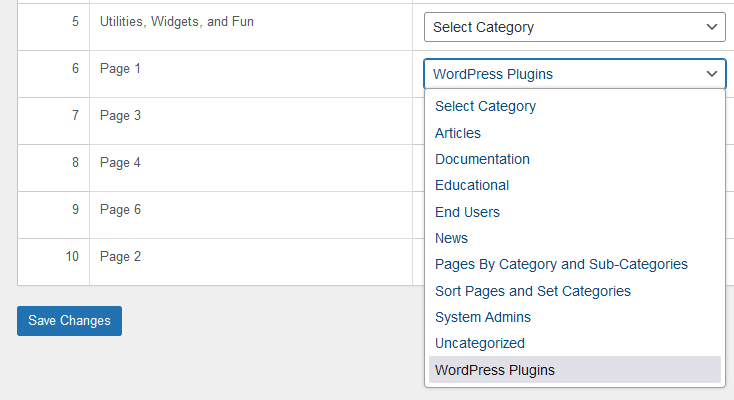 5 Utilities, Widgets, and Fun Select Category
6 Page 1 WordPress Plugins
Select Category
7 Page 3
Articles
Documentation
8 Page 4
Educational
End Users
9 Page 6
News
10 Page 2
Pages By Category and Sub-Categories
Sort Pages and Set Categories
System Admins
Save Changes
Uncategorized
WordPress Plugins